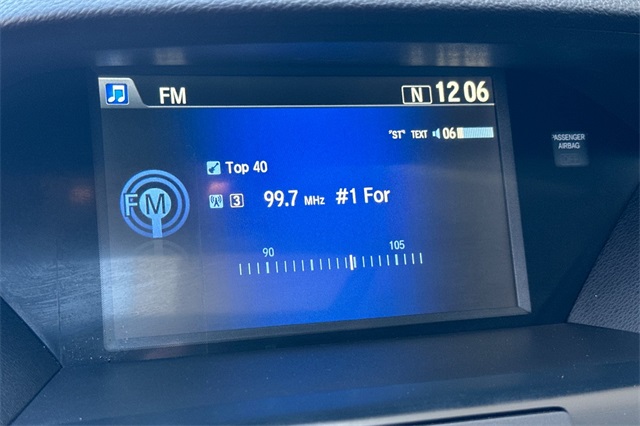 FM
N 12 06
"ST" TEXT 06
PASSENGER
AIRBAG
Top 40
FM
3 99.7 MHz #1 For
90 105